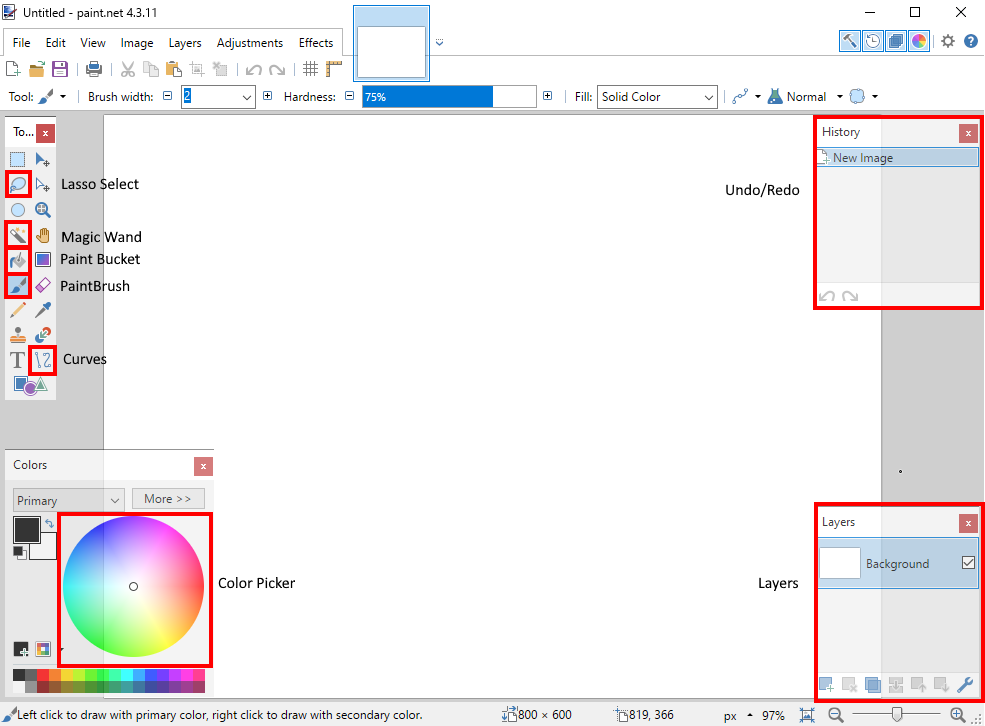 Untitled - paint.net 4.3.11
File Edit View Image Layers Adjustments Effects
Tool: Brush width: 2 Hardness: 75% Fill: Solid Color Normal
To...
Lasso Select
Magic Wand
Paint Bucket
PaintBrush
T
Curves
History
New Image
Undo/Redo
Colors
Primary More >>
Color Picker
Layers
Layers
Background
Left click to draw with primary color, right click to draw with secondary color. 800 × 600 819, 366 px 97%